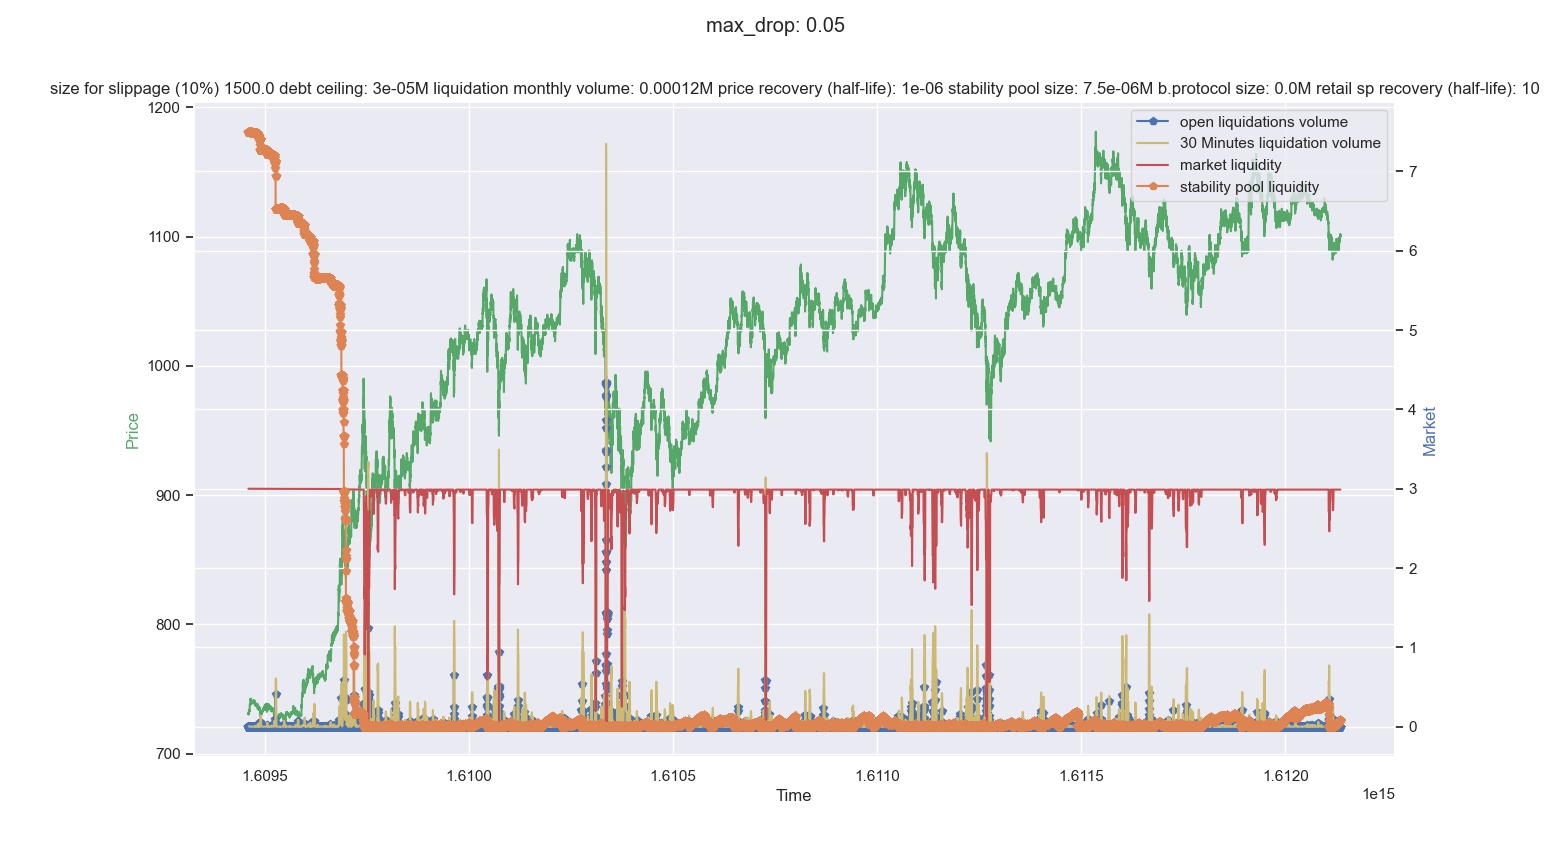 max_drop: 0.05
size for slippage (10%) 1500.0 debt ceiling: 3e-05M liquidation monthly volume: 0.00012M price recovery (half-life): 1e-06 stability pool size: 7.5e-06M b.protocol size: 0.0M retail sp recovery (half-life): 10
open liquidations volume
30 Minutes liquidation volume
market liquidity
stability pool liquidity
1200
1100
1000
900
800
700
Price
7
6
5
4
3
2
1
0
Market
1.6095
1.6100
1.6105
1.6110
1.6115
1.6120
1e15
Time